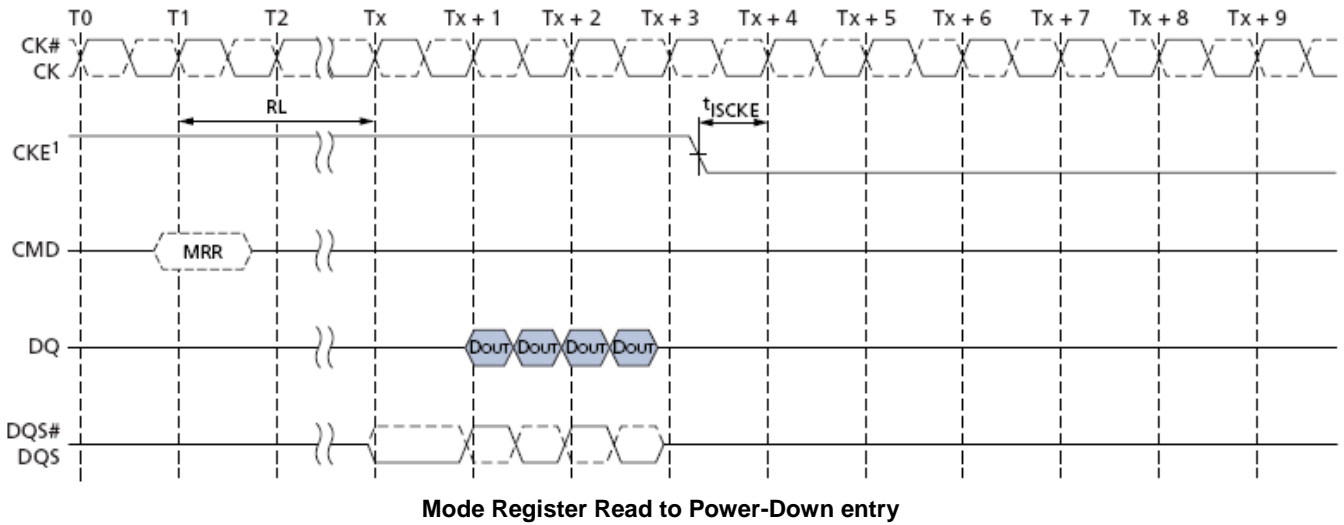 T0 T1 T2 Tx Tx + 1 Tx + 2 Tx + 3 Tx + 4 Tx + 5 Tx + 6 Tx + 7 Tx + 8 Tx + 9
CK#
CK
RL
tISCKE
CKE1
CMD MRR
DQ DOUT DOUT DOUT DOUT
DQS#
DQS
Mode Register Read to Power-Down entry